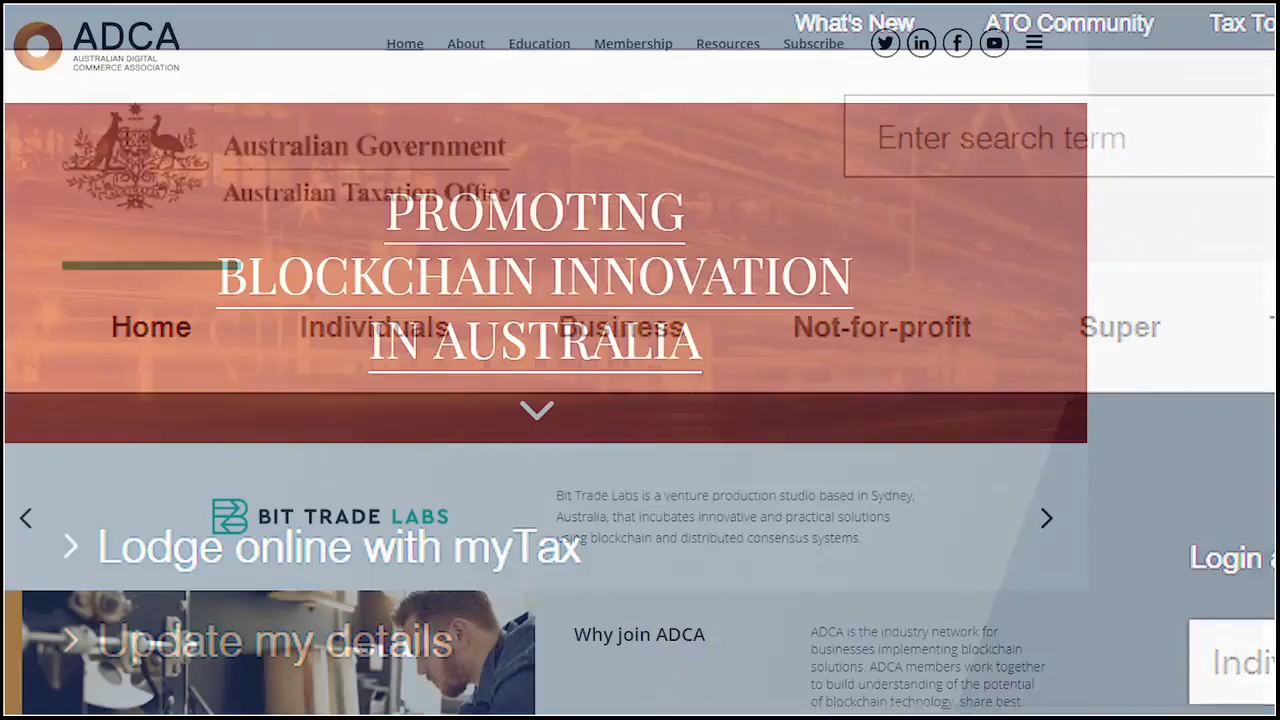 What's New
ATO Community
Tax To
ADCA
AUSTRALIAN DIGITAL
COMMERCE ASSOCIATION
Home
About
Education
Membership
Resources
Subscribe
Enter search term
Australian Government
Australian Taxation Office
PROMOTING
BLOCKCHAIN INNOVATION
IN AUSTRALIA
Home
Individuals
Business
Not-for-profit
Super
BIT TRADE LABS
Bit Trade Labs is a venture production studio based in Sydney,
Australia, that incubates innovative and practical solutions
using blockchain and distributed consensus systems.
Lodge online with myTax
Login
Update my details
Why join ADCA
ADCA is the industry network for
businesses implementing blockchain
solutions. ADCA members work together
to build understanding of the potential
of blockchain technology, share best
Indi